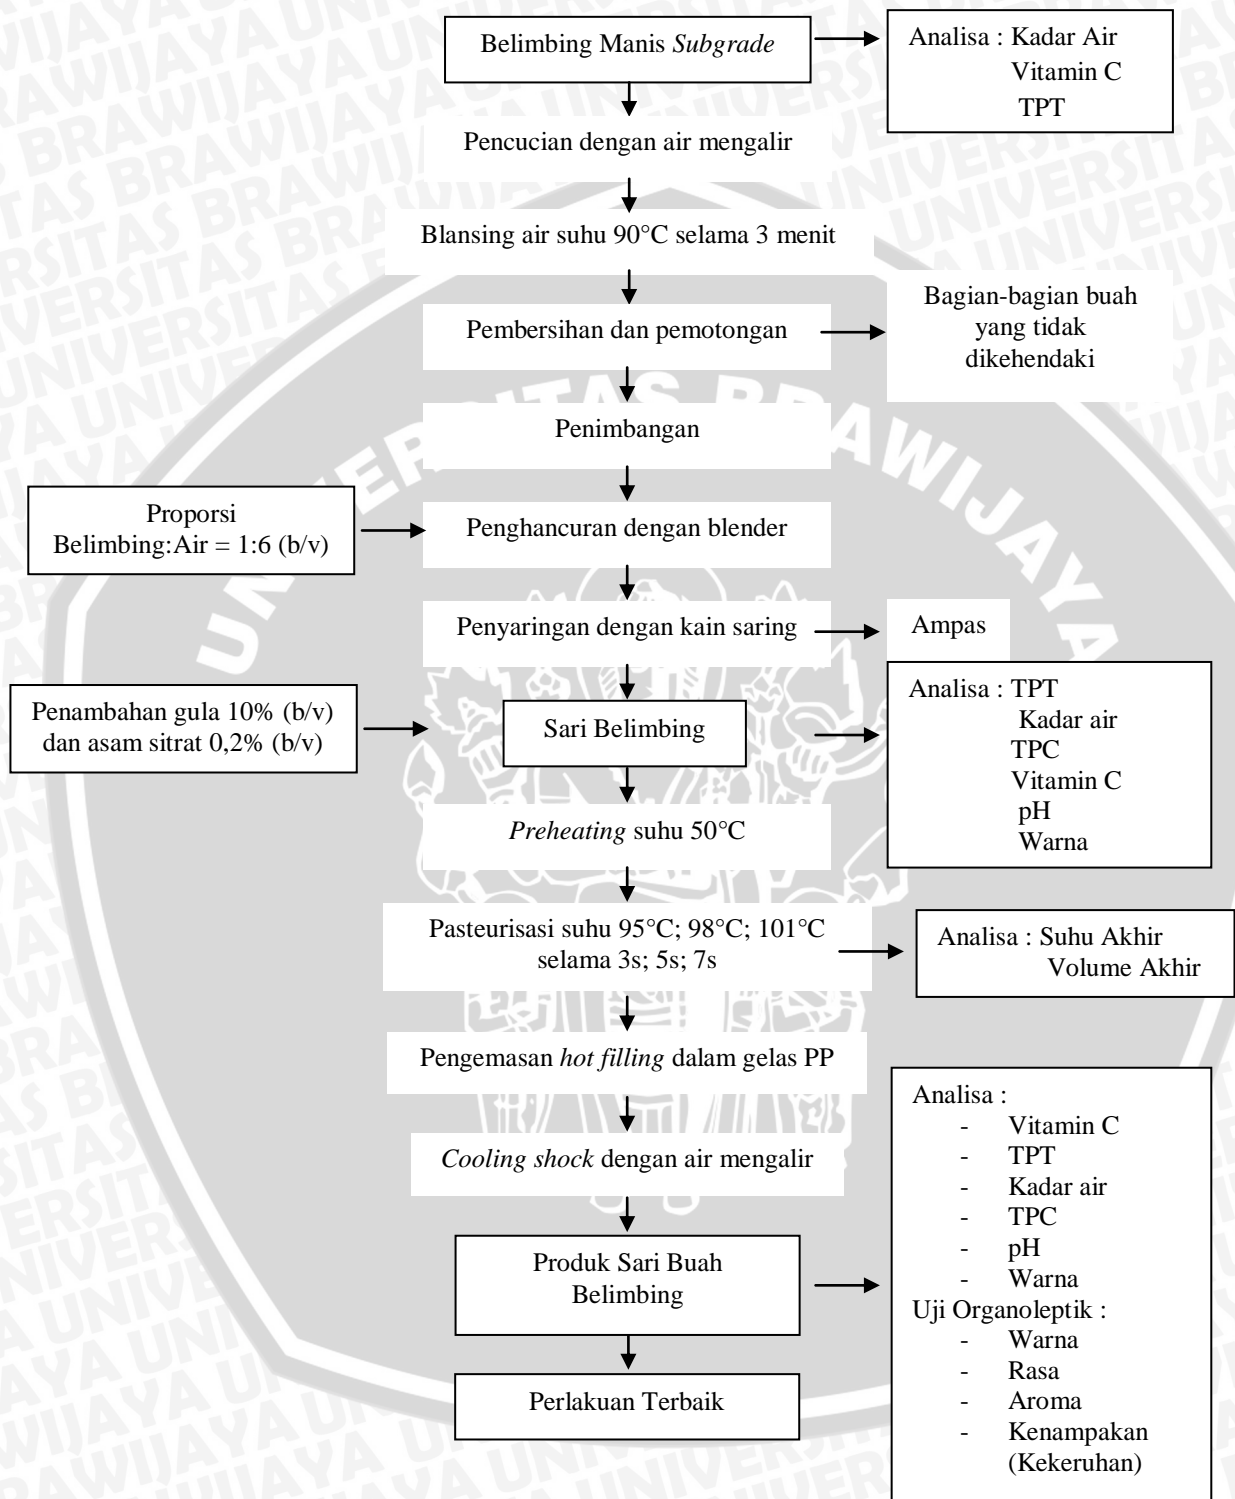 Belimbing Manis Subgrade
Analisa : Kadar Air
Vitamin C
TPT
Pencucian dengan air mengalir
Blansing air suhu 90°C selama 3 menit
Pembersihan dan pemotongan
Bagian-bagian buah
yang tidak
dikehendaki
Penimbangan
Proporsi
Belimbing:Air = 1:6 (b/v)
Penghancuran dengan blender
Penyaringan dengan kain saring
Ampas
Penambahan gula 10% (b/v)
dan asam sitrat 0,2% (b/v)
Sari Belimbing
Analisa : TPT
Kadar air
TPC
Vitamin C
pH
Warna
Preheating suhu 50°C
Pasteurisasi suhu 95°C; 98°C; 101°C
selama 3s; 5s; 7s
Analisa : Suhu Akhir
Volume Akhir
Pengemasan hot filling dalam gelas PP
Cooling shock dengan air mengalir
Produk Sari Buah
Belimbing
Analisa :
- Vitamin C
- TPT
- Kadar air
- TPC
- pH
- Warna
Uji Organoleptik :
- Warna
- Rasa
- Aroma
- Kenampakan
(Kekeruhan)
Perlakuan Terbaik
UNIVERSITAS BRAWIJAYA